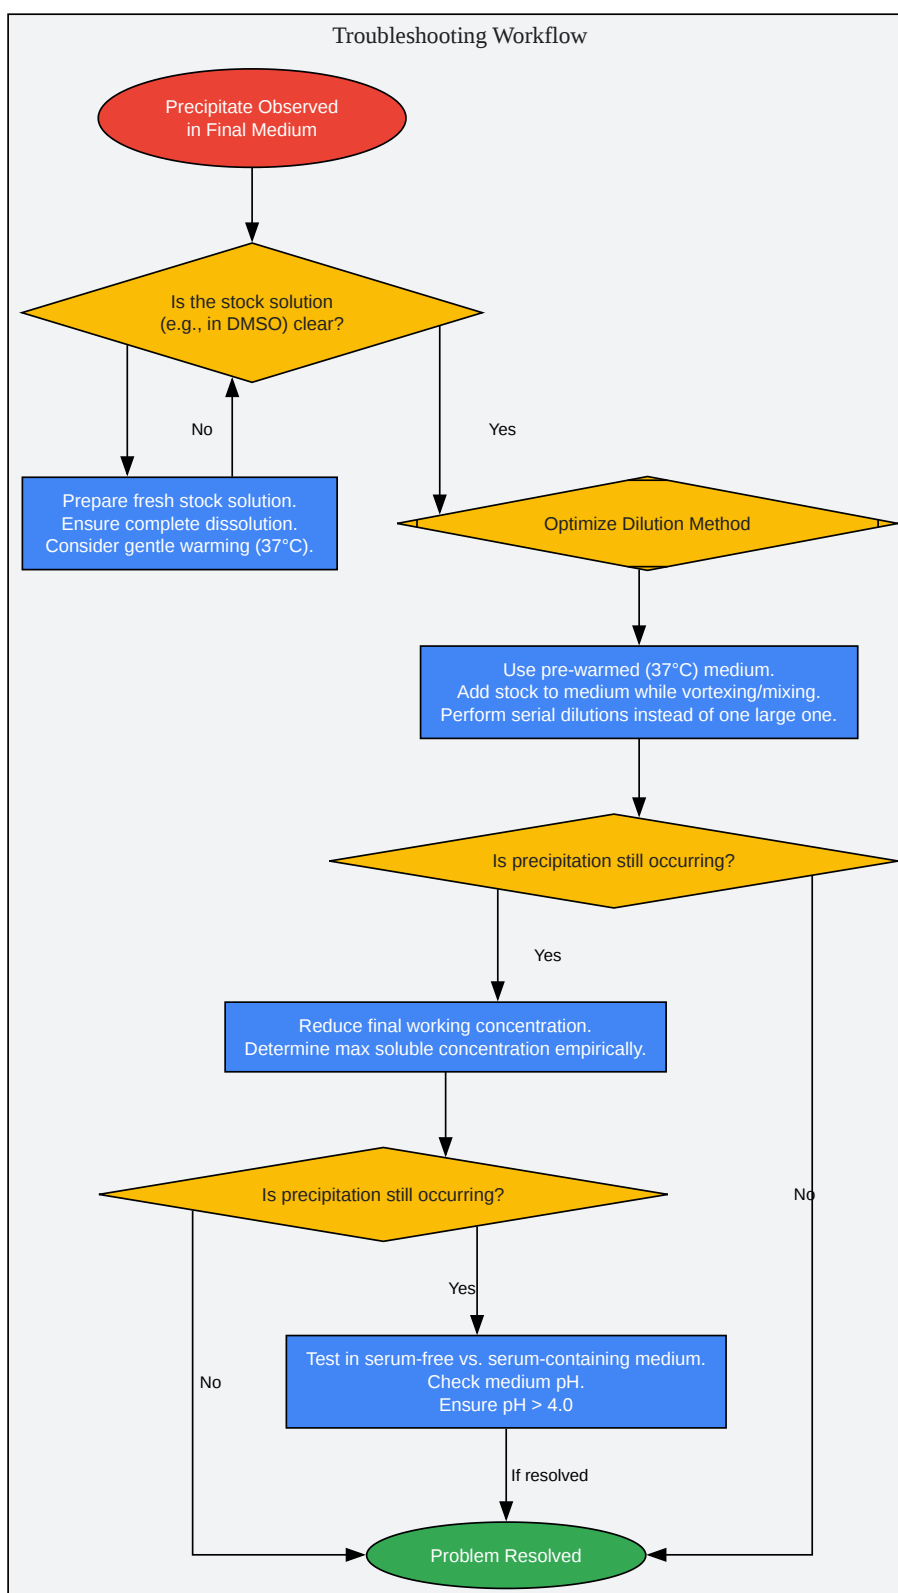 Troubleshooting Workflow
Precipitate Observed
in Final Medium
Is the stock solution
(e.g., in DMSO) clear?
No
Yes
Prepare fresh stock solution.
Ensure complete dissolution.
Consider gentle warming (37°C).
Optimize Dilution Method
Use pre-warmed (37°C) medium.
Add stock to medium while vortexing/mixing.
Perform serial dilutions instead of one large one.
Is precipitation still occurring?
Yes
Reduce final working concentration.
Determine max soluble concentration empirically.
Is precipitation still occurring?
No
Yes
Test in serum-free vs. serum-containing medium.
Check medium pH.
Ensure pH > 4.0
No
If resolved
Problem Resolved